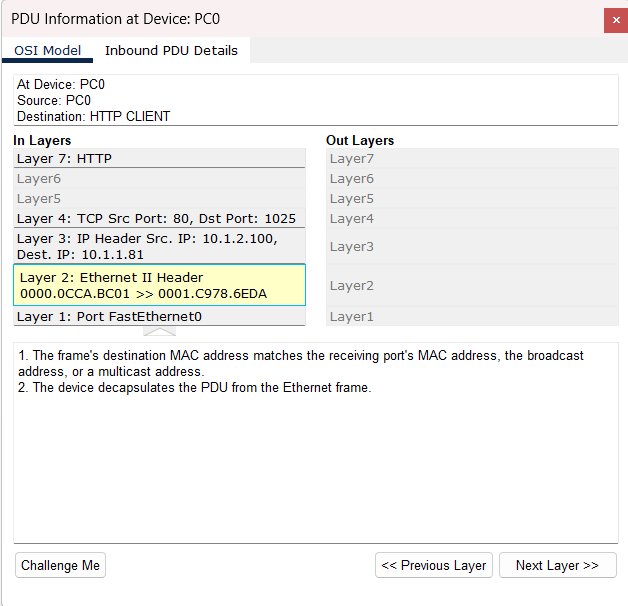 PDU Information at Device: PC0
×
OSI Model
Inbound PDU Details
At Device: PC0
Source: PC0
Destination: HTTP CLIENT
In Layers
Layer 7: HTTP
Layer6
Layer5
Layer 4: TCP Src Port: 80, Dst Port: 1025
Layer 3: IP Header Src. IP: 10.1.2.100,
Dest. IP: 10.1.1.81
Layer 2: Ethernet II Header
0000.0CCA.BC01 >> 0001.C978.6EDA
Layer 1: Port FastEthernet0
Out Layers
Layer7
Layer6
Layer5
Layer4
Layer3
Layer2
Layer1
1. The frame's destination MAC address matches the receiving port's MAC address, the broadcast
address, or a multicast address.
2. The device decapsulates the PDU from the Ethernet frame.
Challenge Me
<< Previous Layer
Next Layer >>